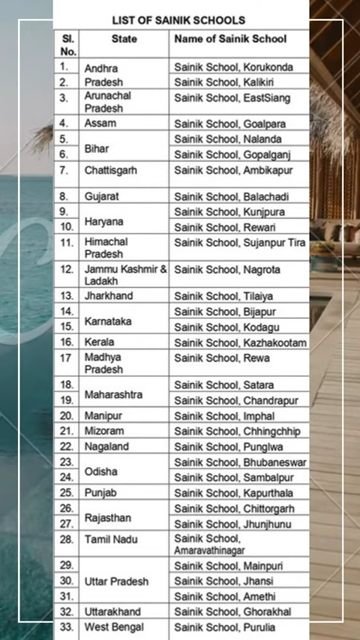 LIST OF SAINIK SCHOOLS
Sl. No. State Name of Sainik School
1. Andhra Pradesh Sainik School, Korukonda
2. Sainik School, Kalikiri
3. Arunachal Pradesh Sainik School, EastSiang
4. Assam Sainik School, Goalpara
5. Bihar Sainik School, Nalanda
6. Sainik School, Gopalganj
7. Chattisgarh Sainik School, Ambikapur
8. Gujarat Sainik School, Balachadi
9. Haryana Sainik School, Kunjpura
10. Sainik School, Rewari
11. Himachal Pradesh Sainik School, Sujanpur Tira
12. Jammu Kashmir & Ladakh Sainik School, Nagrota
13. Jharkhand Sainik School, Tilaiya
14. Karnataka Sainik School, Bijapur
15. Sainik School, Kodagu
16. Kerala Sainik School, Kazhakootam
17 Madhya Pradesh Sainik School, Rewa
18. Maharashtra Sainik School, Satara
19. Sainik School, Chandrapur
20. Manipur Sainik School, Imphal
21. Mizoram Sainik School, Chhingchhip
22. Nagaland Sainik School, Punglwa
23. Odisha Sainik School, Bhubaneswar
24. Sainik School, Sambalpur
25. Punjab Sainik School, Kapurthala
26. Rajasthan Sainik School, Chittorgarh
27. Sainik School, Jhunjhunu
28. Tamil Nadu Sainik School, Amaravathinagar
29. Uttar Pradesh Sainik School, Mainpuri
30. Sainik School, Jhansi
31. Sainik School, Amethi
32. Uttarakhand Sainik School, Ghorakhal
33. West Bengal Sainik School, Purulia